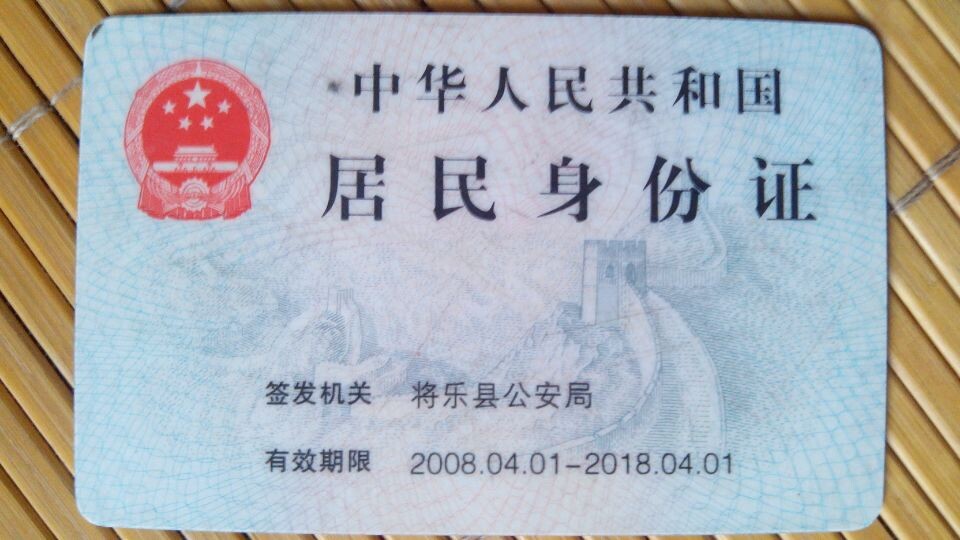 中华人民共和国
居民身份证
签发机关 将乐县公安局
有效期限 2008.04.01-2018.04.01